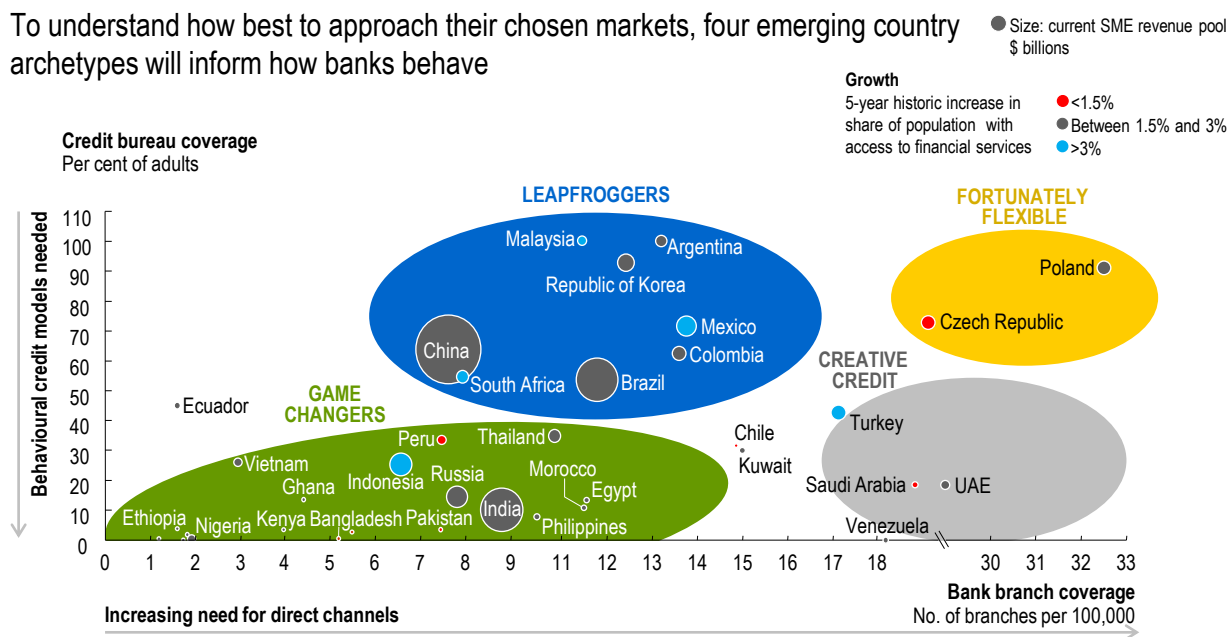 To understand how best to approach their chosen markets, four emerging country
archetypes will inform how banks behave
Size: current SME revenue pool
$ billions
Growth
5-year historic increase in
share of population with
access to financial services
<1.5%
Between 1.5% and 3%
>3%
Credit bureau coverage
Per cent of adults
Behavioural credit models needed
110
100
90
80
70
60
50
40
30
20
10
0
LEAPFROGGERS
FORTUNATELY
FLEXIBLE
Malaysia
Argentina
Republic of Korea
Poland
Mexico
Czech Republic
China
Colombia
South Africa
Brazil
CREATIVE
CREDIT
Ecuador
GAME
CHANGERS
Turkey
Peru
Thailand
Chile
Kuwait
Vietnam
Indonesia
Russia
Morocco
Egypt
Ghana
India
Saudi Arabia
UAE
Ethiopia
Nigeria
Kenya
Bangladesh
Pakistan
Philippines
Venezuela
0 1 2 3 4 5 6 7 8 9 10 11 12 13 14 15 16 17 18 30 31 32 33
Increasing need for direct channels
Bank branch coverage
No. of branches per 100,000